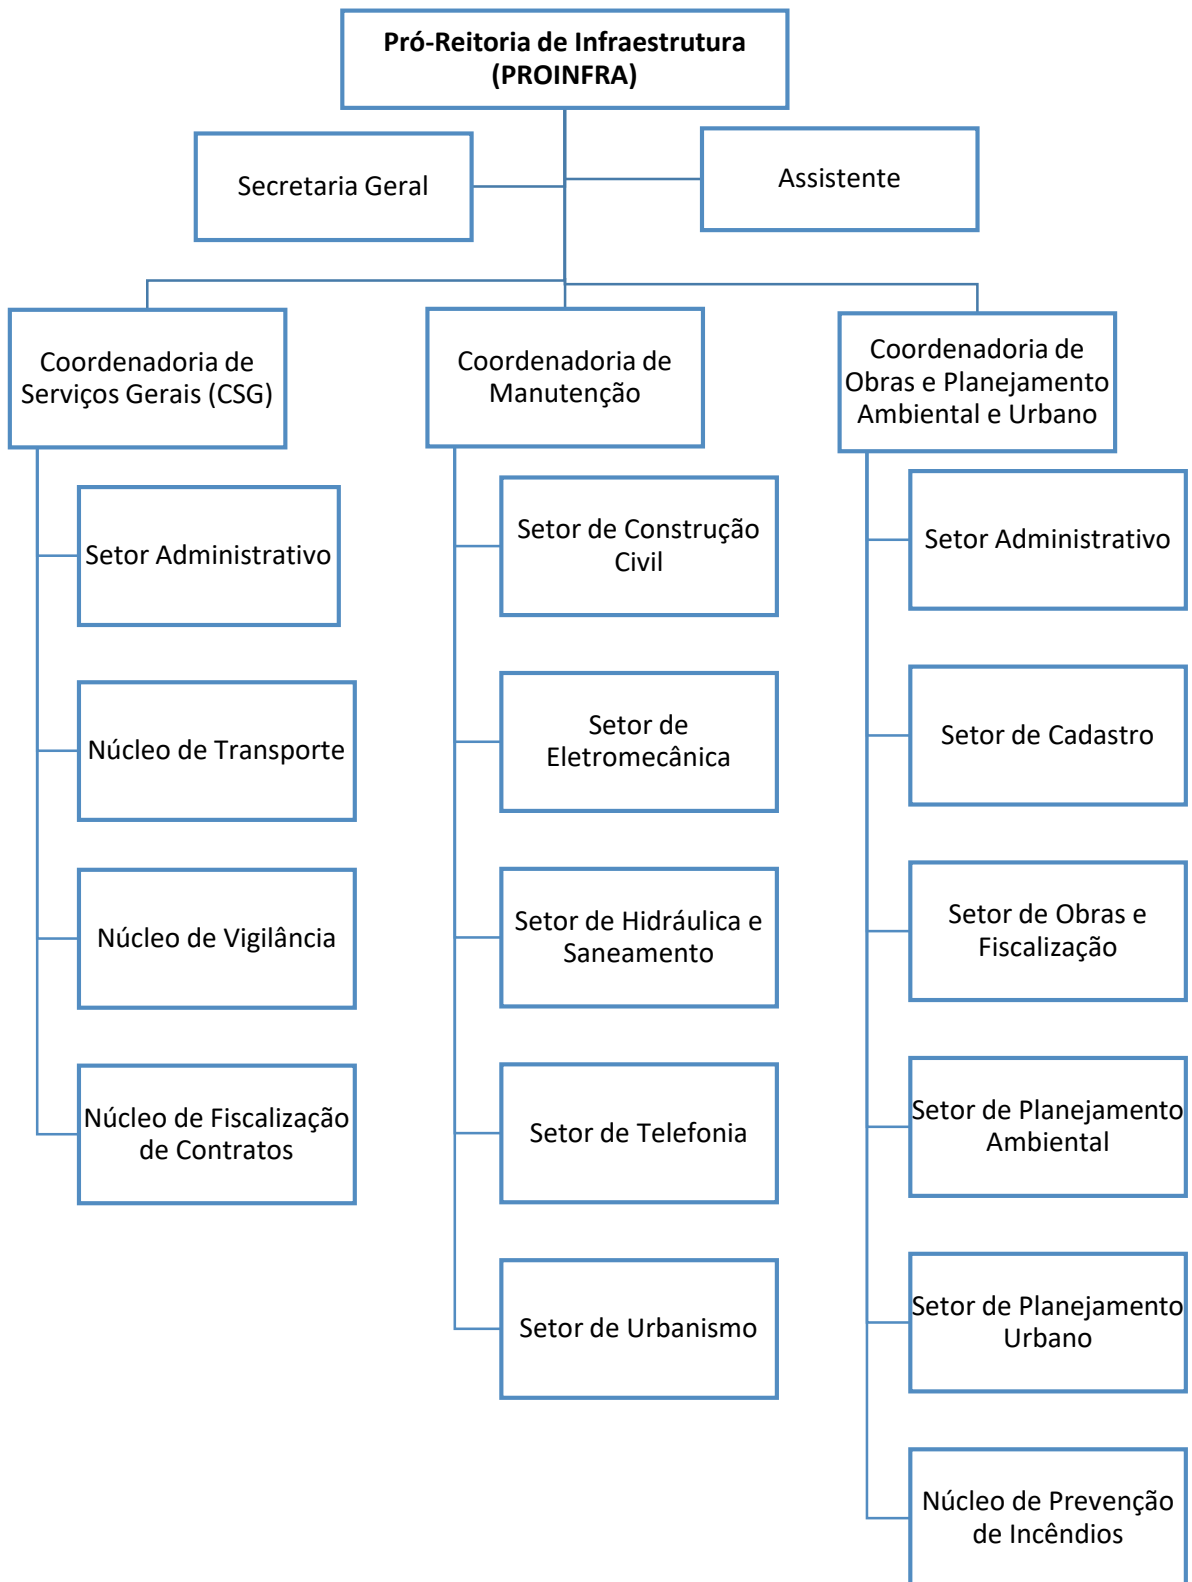 Pró-Reitoria de Infraestrutura
(PROINFRA)
Secretaria Geral
Assistente
Coordenadoria de
Serviços Gerais (CSG)
Setor Administrativo
Núcleo de Transporte
Núcleo de Vigilância
Núcleo de Fiscalização
de Contratos
Coordenadoria de
Manutenção
Setor de Construção
Civil
Setor de
Eletromecânica
Setor de Hidráulica e
Saneamento
Setor de Telefonia
Setor de Urbanismo
Coordenadoria de
Obras e Planejamento
Ambiental e Urbano
Setor Administrativo
Setor de Cadastro
Setor de Obras e
Fiscalização
Setor de Planejamento
Ambiental
Setor de Planejamento
Urbano
Núcleo de Prevenção
de Incêndios